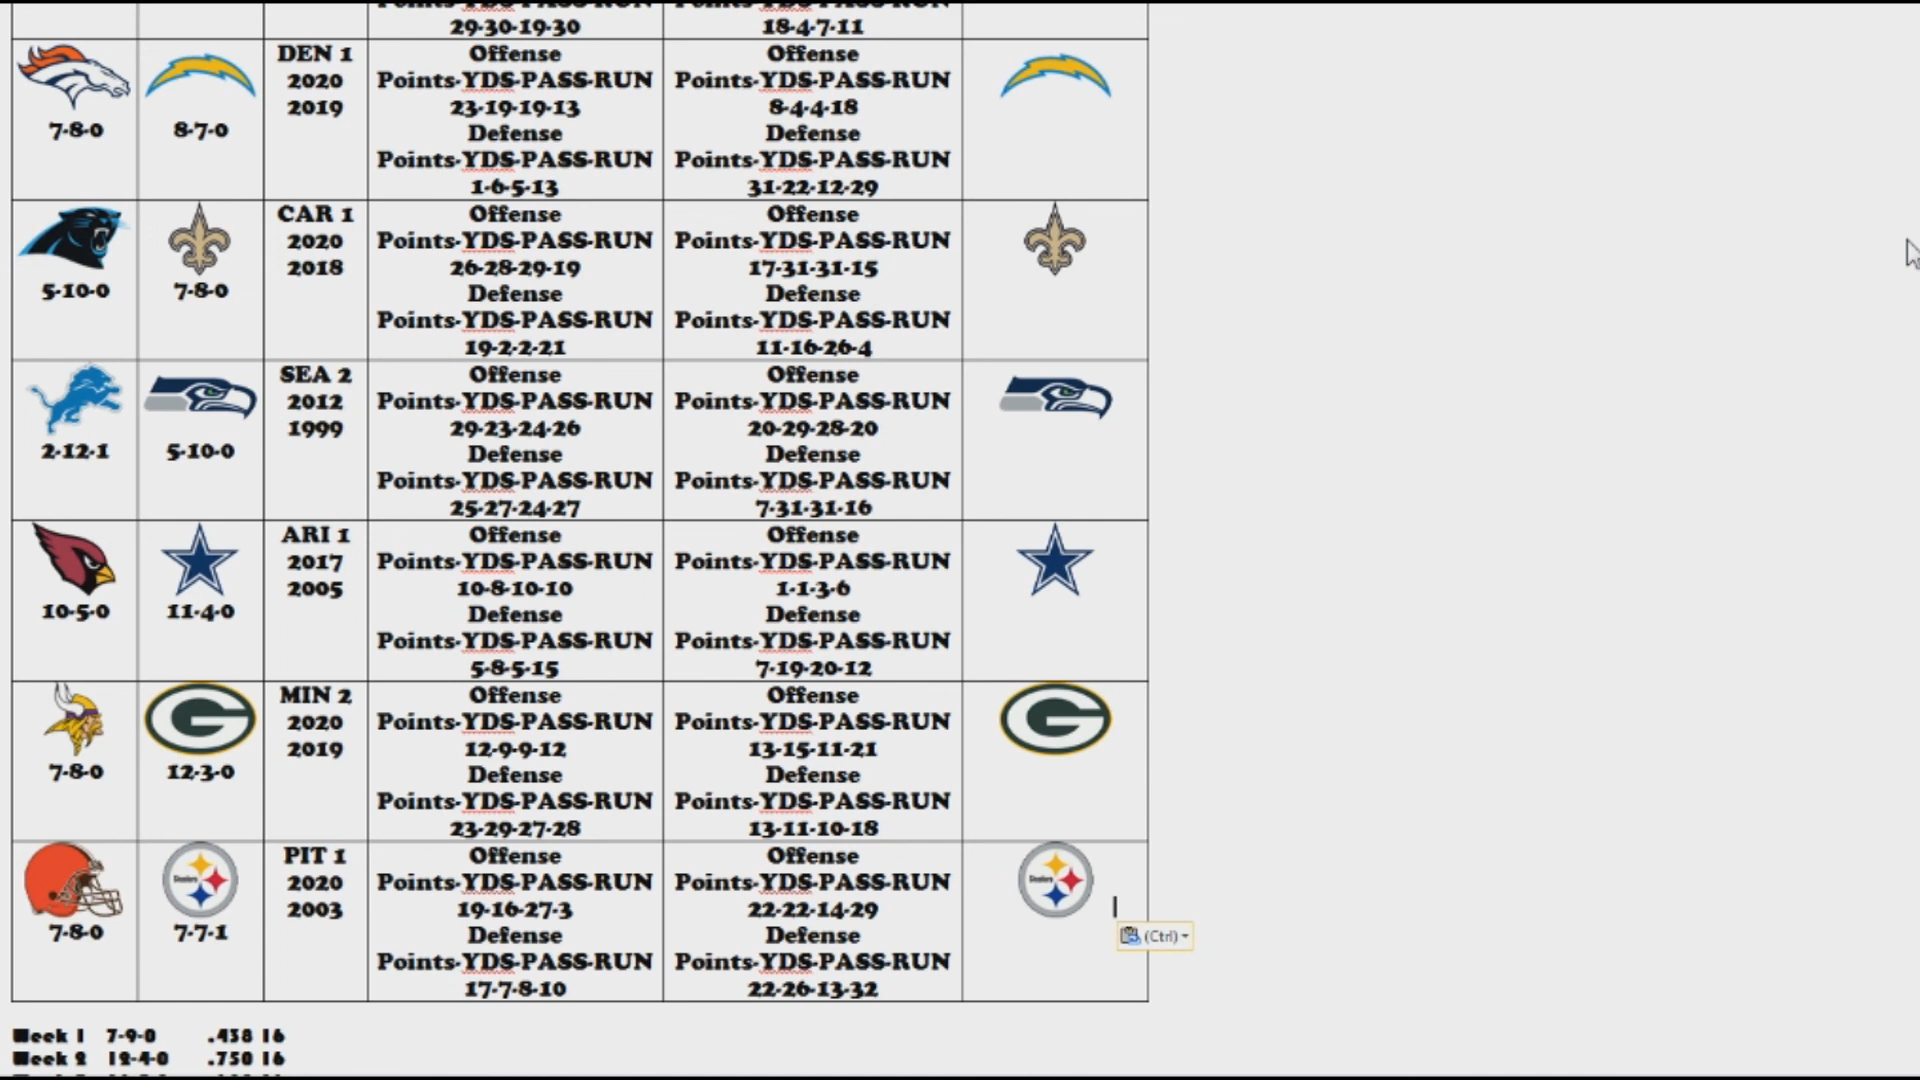 Points-YDS-PASS-RUN Points-YDS-PASS-RUN
29-30-19-30 18-4-7-11
DEN 1 Offense Offense
2020 Points-YDS-PASS-RUN Points-YDS-PASS-RUN
2019 23-19-19-13 8-4-4-18
7-8-0 8-7-0 Defense Defense
Points-YDS-PASS-RUN Points-YDS-PASS-RUN
1-6-5-13 31-22-12-29
CAR 1 Offense Offense
2020 Points-YDS-PASS-RUN Points-YDS-PASS-RUN
2018 26-28-29-19 17-31-31-15
5-10-0 7-8-0 Defense Defense
Points-YDS-PASS-RUN Points-YDS-PASS-RUN
19-2-2-21 11-16-26-4
SEA 2 Offense Offense
2012 Points-YDS-PASS-RUN Points-YDS-PASS-RUN
1999 29-23-24-26 20-29-28-20
2-12-1 5-10-0 Defense Defense
Points-YDS-PASS-RUN Points-YDS-PASS-RUN
25-27-24-27 7-31-31-16
ARI 1 Offense Offense
2017 Points-YDS-PASS-RUN Points-YDS-PASS-RUN
2005 10-8-10-10 1-1-3-6
10-5-0 11-4-0 Defense Defense
Points-YDS-PASS-RUN Points-YDS-PASS-RUN
5-8-5-15 7-19-20-12
MIN 2 Offense Offense
2020 Points-YDS-PASS-RUN Points-YDS-PASS-RUN
2019 12-9-9-12 13-15-11-21
7-8-0 12-3-0 Defense Defense
Points-YDS-PASS-RUN Points-YDS-PASS-RUN
23-29-27-28 13-11-10-18
PIT 1 Offense Offense
Steelers 2020 Points-YDS-PASS-RUN Points-YDS-PASS-RUN Steelers
2003 19-16-27-3 22-22-14-29
7-8-0 7-7-1 Defense Defense (Ctrl)
Points-YDS-PASS-RUN Points-YDS-PASS-RUN
17-7-8-10 22-26-13-32
Week 1 7-9-0 .438 16
Week 2 12-4-0 .750 16